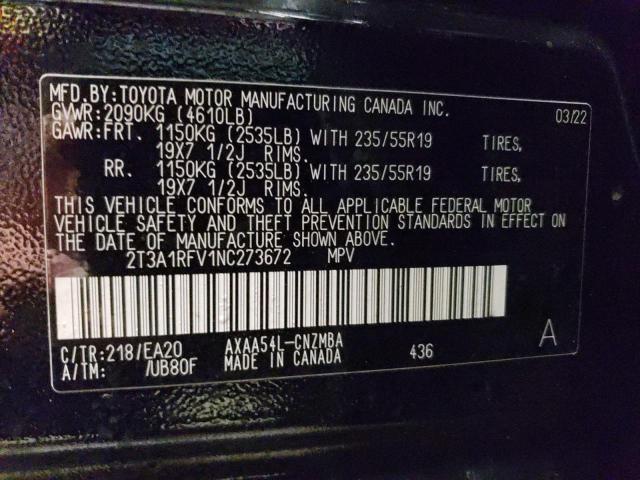 MFD.BY:TOYOTA MOTOR MANUFACTURING CANADA INC.
GVWR:2090KG (4610LB) 03/22
GAWR:FRT. 1150KG (2535LB) WITH 235/55R19 TIRES,
19X7 1/2J RIMS.
RR. 1150KG (2535LB) WITH 235/55R19 TIRES,
19X7 1/2J RIMS.
THIS VEHICLE CONFORMS TO ALL APPLICABLE FEDERAL MOTOR
VEHICLE SAFETY AND THEFT PREVENTION STANDARDS IN EFFECT ON
THE DATE OF MANUFACTURE SHOWN ABOVE.
2T3A1RFV1NC273672 MPV
C/TR:218/EA20 AXAA54L-CNZMBA 436 A
A/TM: /UB80F MADE IN CANADA